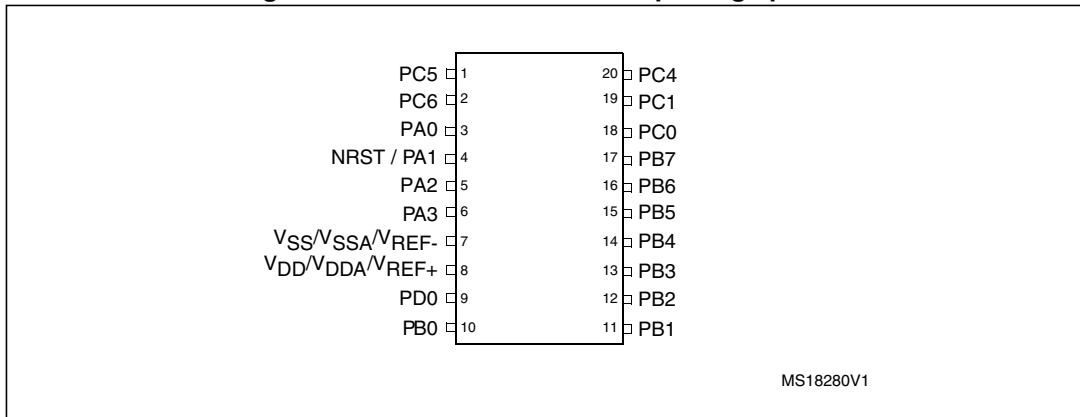 PC5 1 20 PC4
PC6 2 19 PC1
PA0 3 18 PC0
NRST / PA1 4 17 PB7
PA2 5 16 PB6
PA3 6 15 PB5
VSS/VSSA/VREF- 7 14 PB4
VDD/VDDA/VREF+ 8 13 PB3
PD0 9 12 PB2
PB0 10 11 PB1
MS18280V1